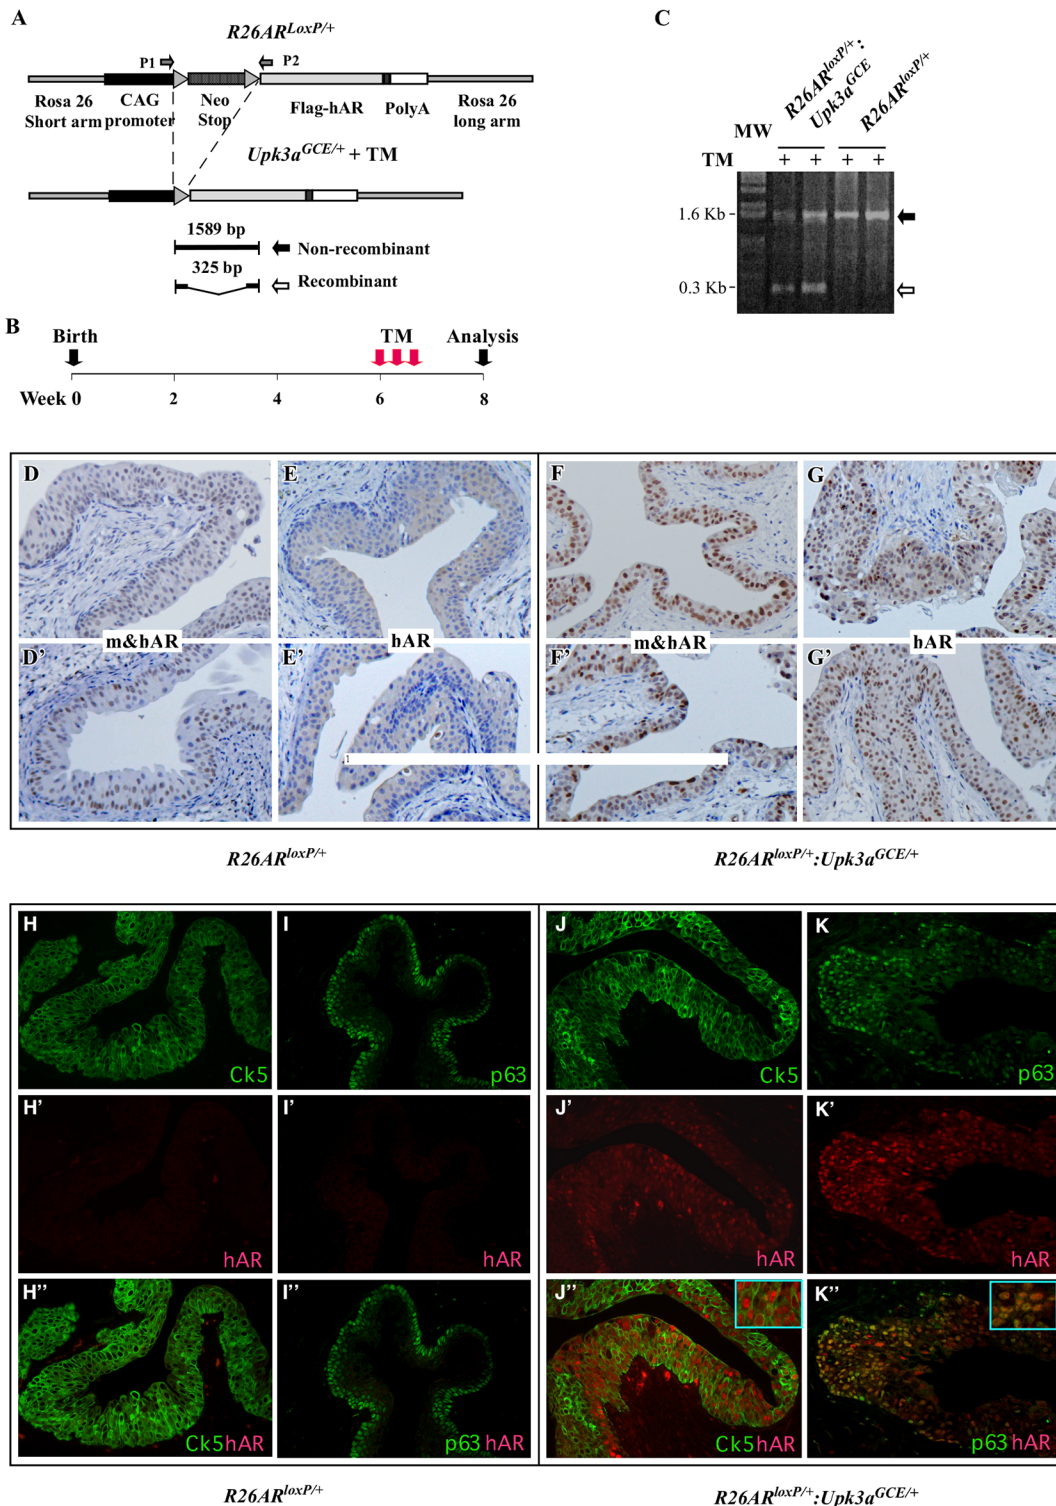 A
R26AR^LoxP/+
P1
P2
Rosa 26 Short arm
CAG promoter
Neo Stop
Flag-hAR
PolyA
Rosa 26 long arm
Upk3a^GCE/+ + TM
1589 bp
Non-recombinant
325 bp
Recombinant
B
Birth
TM
Analysis
Week 0
2
4
6
8
C
R26AR^loxP/+: Upk3a^GCE
R26AR^loxP/+
MW
TM
+ + + +
1.6 Kb
0.3 Kb
D
E
F
G
m&hAR
hAR
m&hAR
hAR
D'
E'
F'
G'
1
R26AR^loxP/+
R26AR^loxP/+:Upk3a^GCE/+
H
Ck5
I
p63
J
Ck5
K
p63
H'
hAR
I'
hAR
J'
hAR
K'
hAR
H''
Ck5hAR
I''
p63 hAR
J''
Ck5hAR
K''
p63hAR
R26AR^loxP/+
R26AR^loxP/+:Upk3a^GCE/+